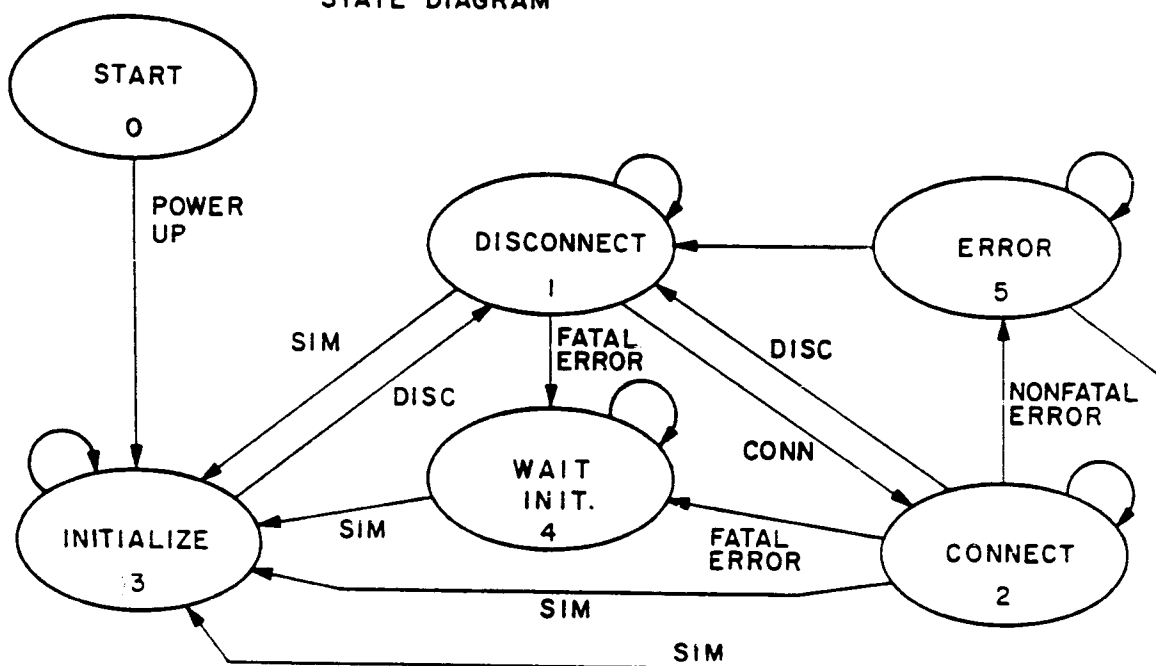 STATE DIAGRAM
START
0
POWER
UP
DISCONNECT
1
ERROR
5
SIM
FATAL
ERROR
DISC
DISC
NONFATAL
ERROR
CONN
WAIT
INIT.
4
INITIALIZE
3
SIM
FATAL
ERROR
CONNECT
2
SIM
SIM